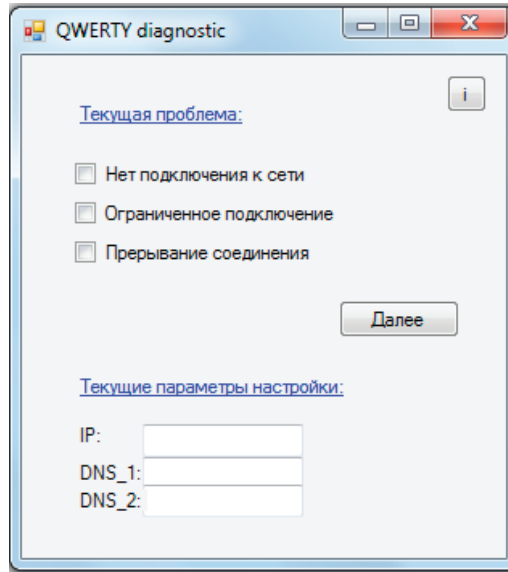 QWERTY diagnostic
i
Текущая проблема:
Нет подключения к сети
Ограниченное подключение
Прерывание соединения
Далее
Текущие параметры настройки:
IP:
DNS_1:
DNS_2: